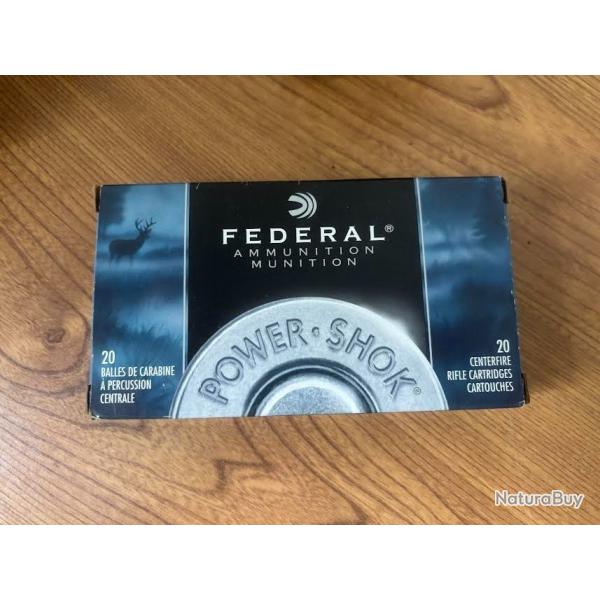 FEDERAL®
AMMUNITION
MUNITION
POWER·SHOK®
20
BALLES DE CARABINE
À PERCUSSION
CENTRALE
20
CENTERFIRE
RIFLE CARTRIDGES
CARTOUCHES
NaturaBuy